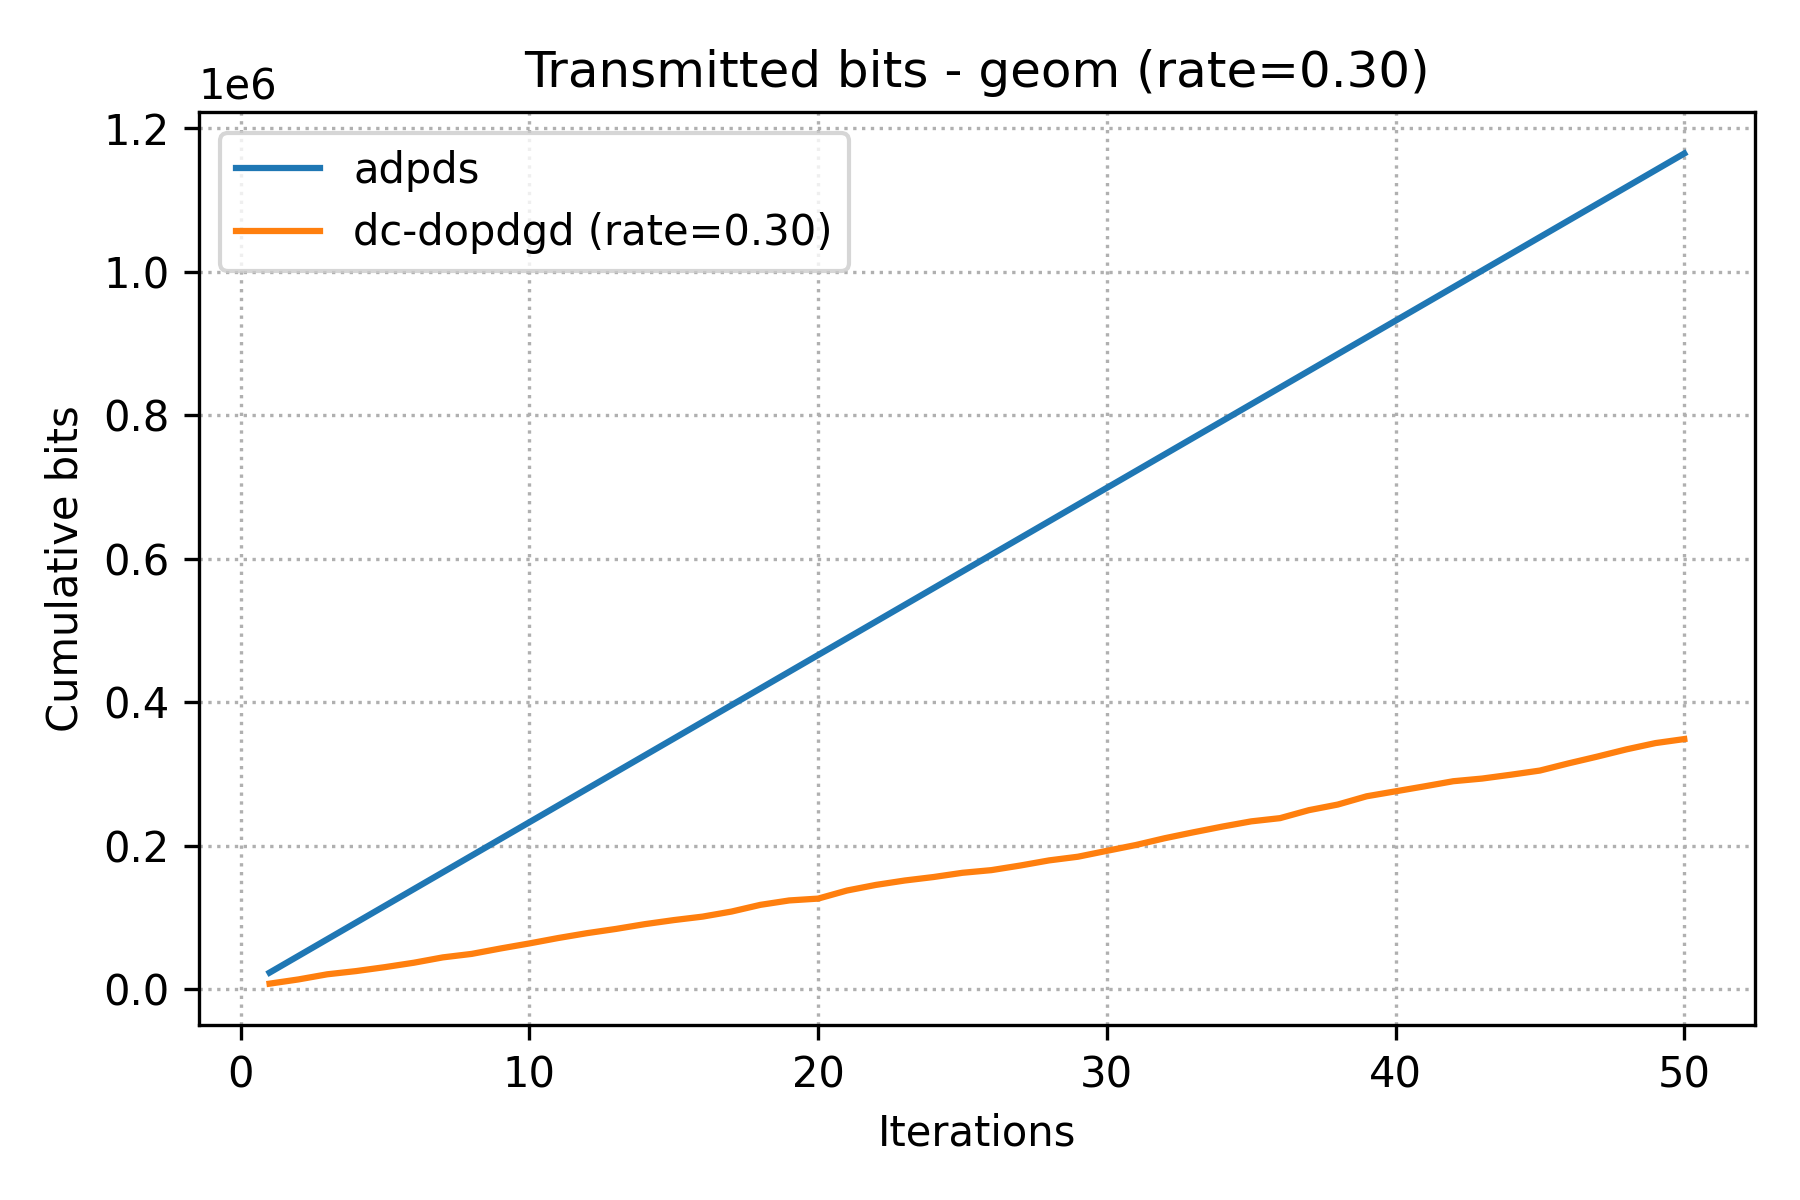 Transmitted bits - geom (rate=0.30)
1e6
1.2
1.0
0.8
0.6
0.4
0.2
0.0
Cumulative bits
adpds
dc-dopdgd (rate=0.30)
0 10 20 30 40 50
Iterations